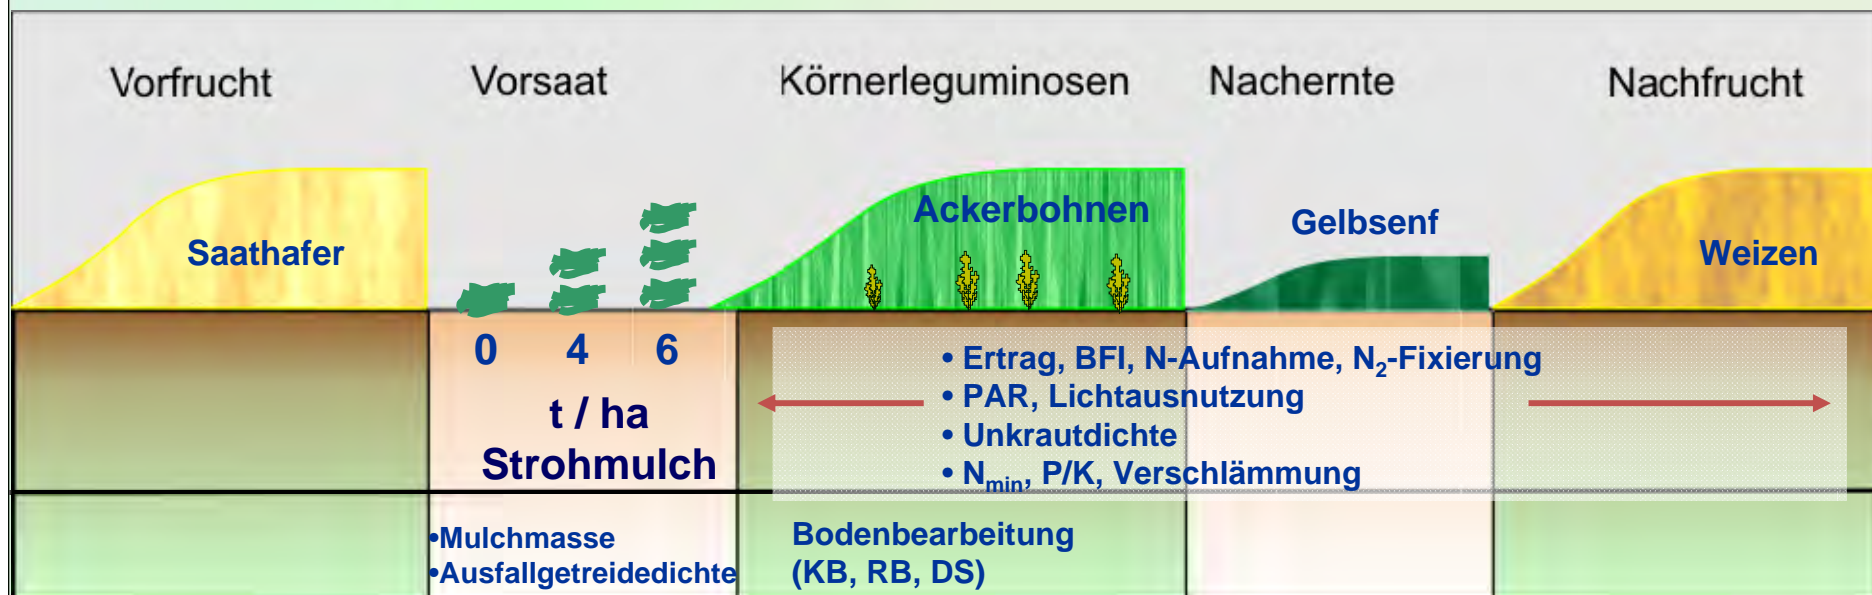 Vorfrucht
Vorsaat
Körnerleguminosen
Nachernte
Nachfrucht
Saathafer
Ackerbohnen
Gelbsenf
Weizen
0 4 6
t / ha
Strohmulch
• Ertrag, BFI, N-Aufnahme, N₂-Fixierung
• PAR, Lichtausnutzung
• Unkrautdichte
• Nmin, P/K, Verschlämmung
•Mulchmasse
•Ausfallgetreidedichte
Bodenbearbeitung
(KB, RB, DS)